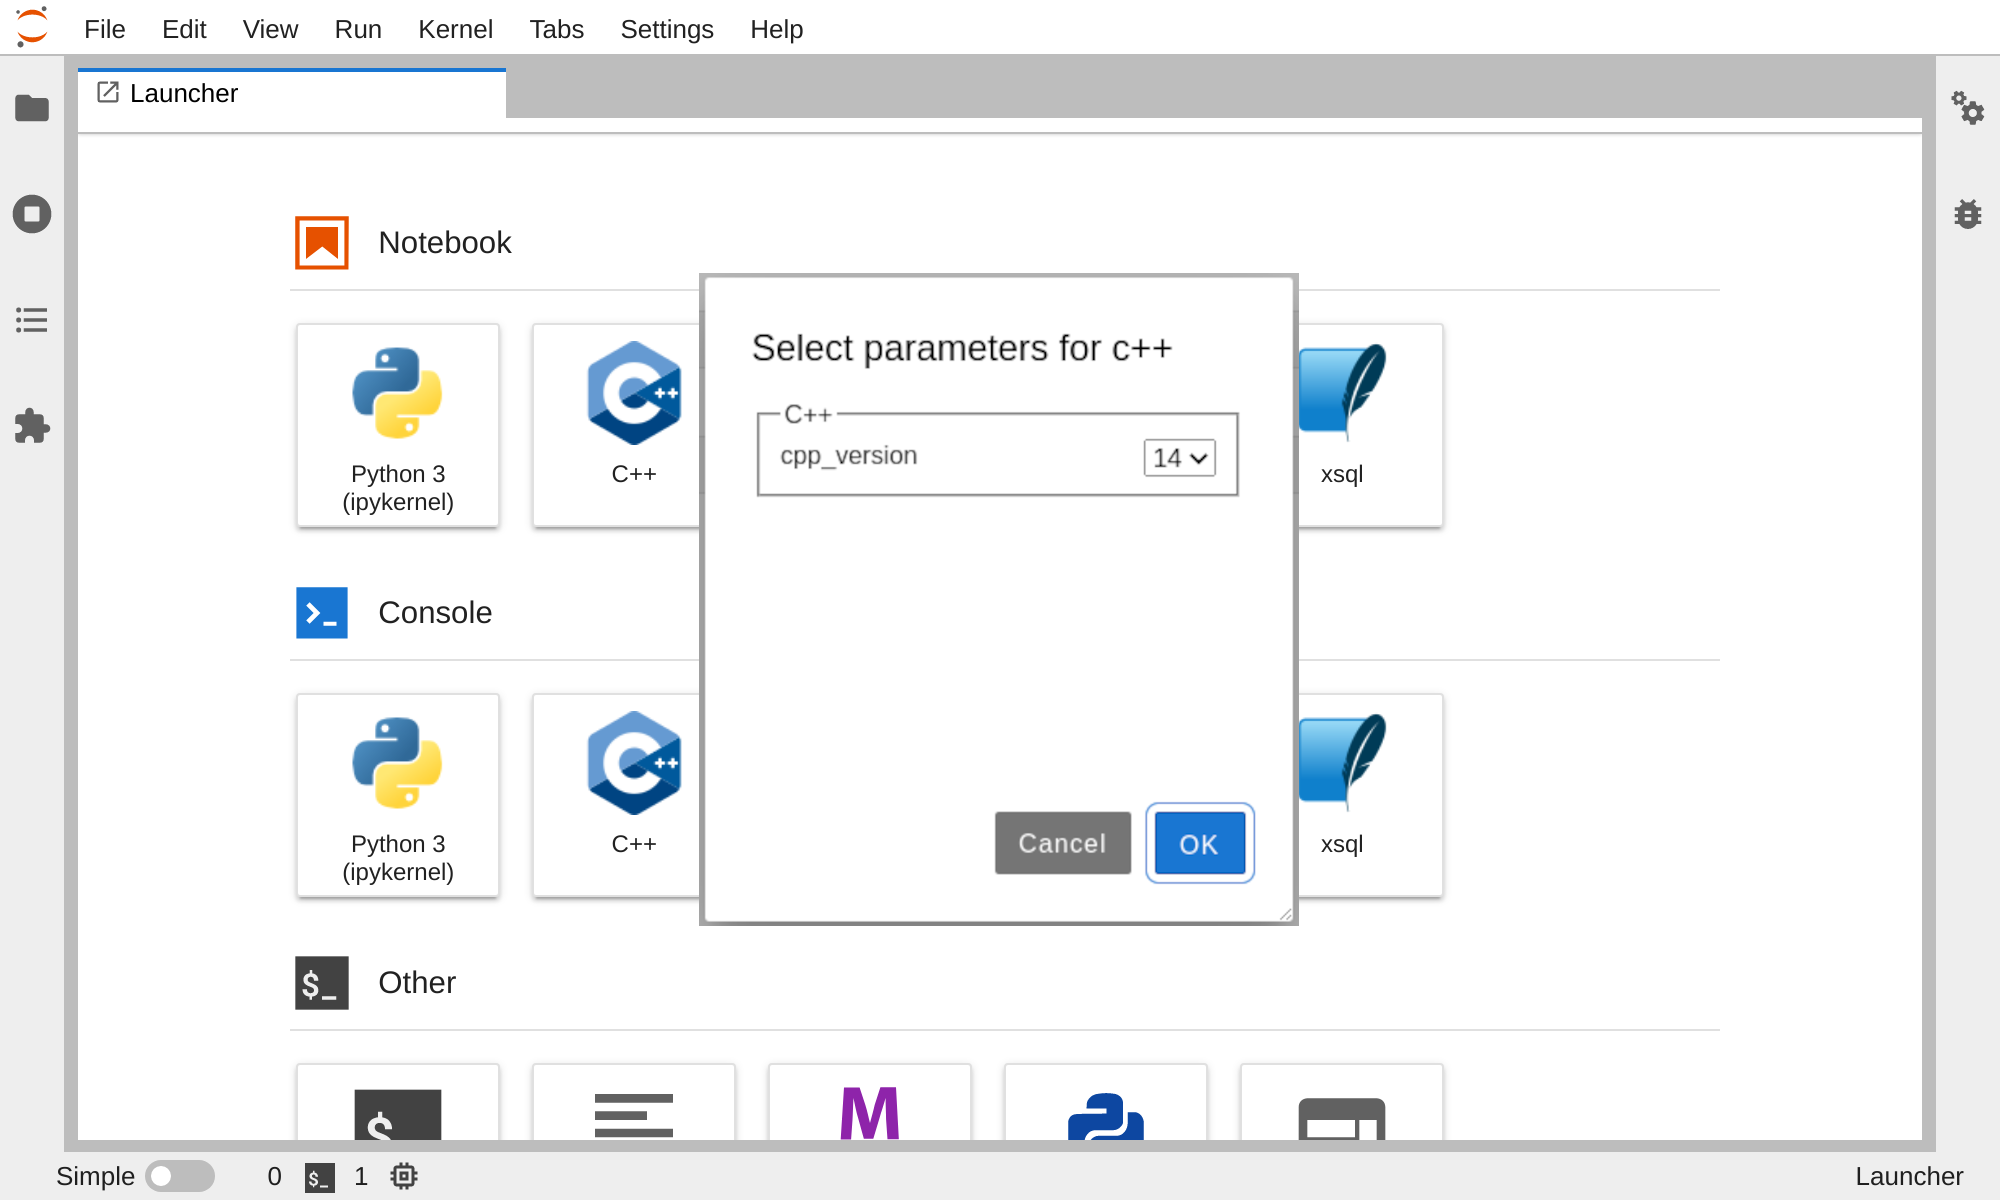 File Edit View Run Kernel Tabs Settings Help
Launcher
Notebook
Python 3
(ipykernel)
C++
xsql
Select parameters for c++
C++
cpp_version 14
Cancel OK
Console
Python 3
(ipykernel)
C++
xsql
$_ Other
$ M
Simple 0 $_ 1 Launcher